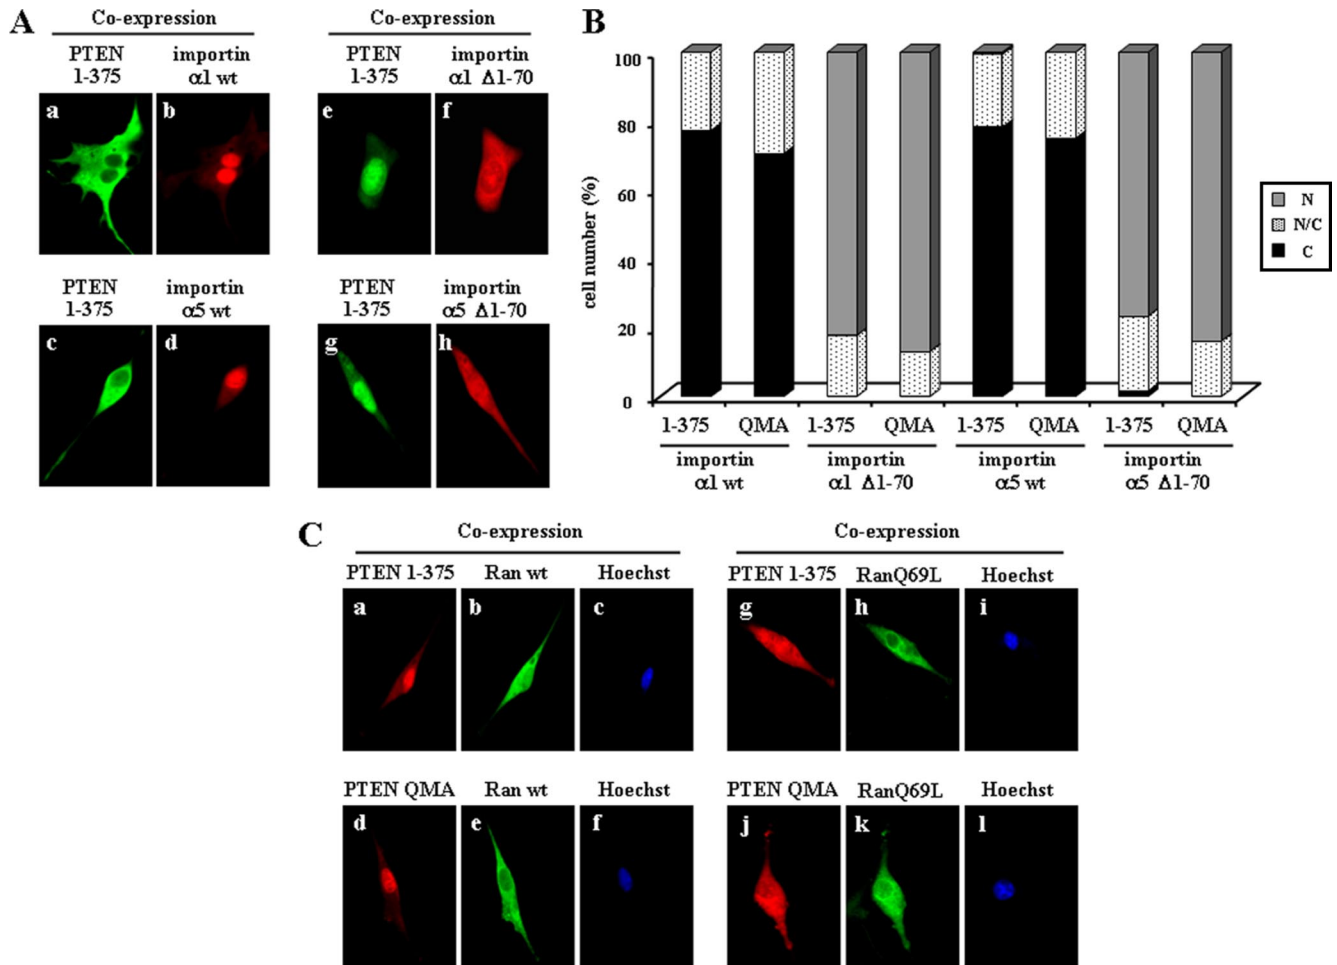 A
Co-expression
PTEN 1-375
importin α1 wt
a
b
PTEN 1-375
importin α5 wt
c
d
Co-expression
PTEN 1-375
importin α1 Δ1-70
e
f
PTEN 1-375
importin α5 Δ1-70
g
h
B
cell number (%)
100
80
60
40
20
0
1-375
QMA
1-375
QMA
1-375
QMA
1-375
QMA
importin α1 wt
importin α1 Δ1-70
importin α5 wt
importin α5 Δ1-70
N
N/C
C
C
Co-expression
PTEN 1-375
Ran wt
Hoechst
a
b
c
PTEN QMA
Ran wt
Hoechst
d
e
f
Co-expression
PTEN 1-375
RanQ69L
Hoechst
g
h
i
PTEN QMA
RanQ69L
Hoechst
j
k
l